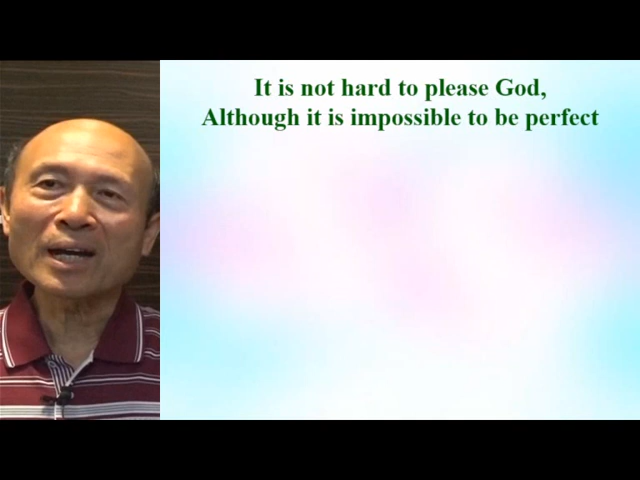 It is not hard to please God,
Although it is impossible to be perfect